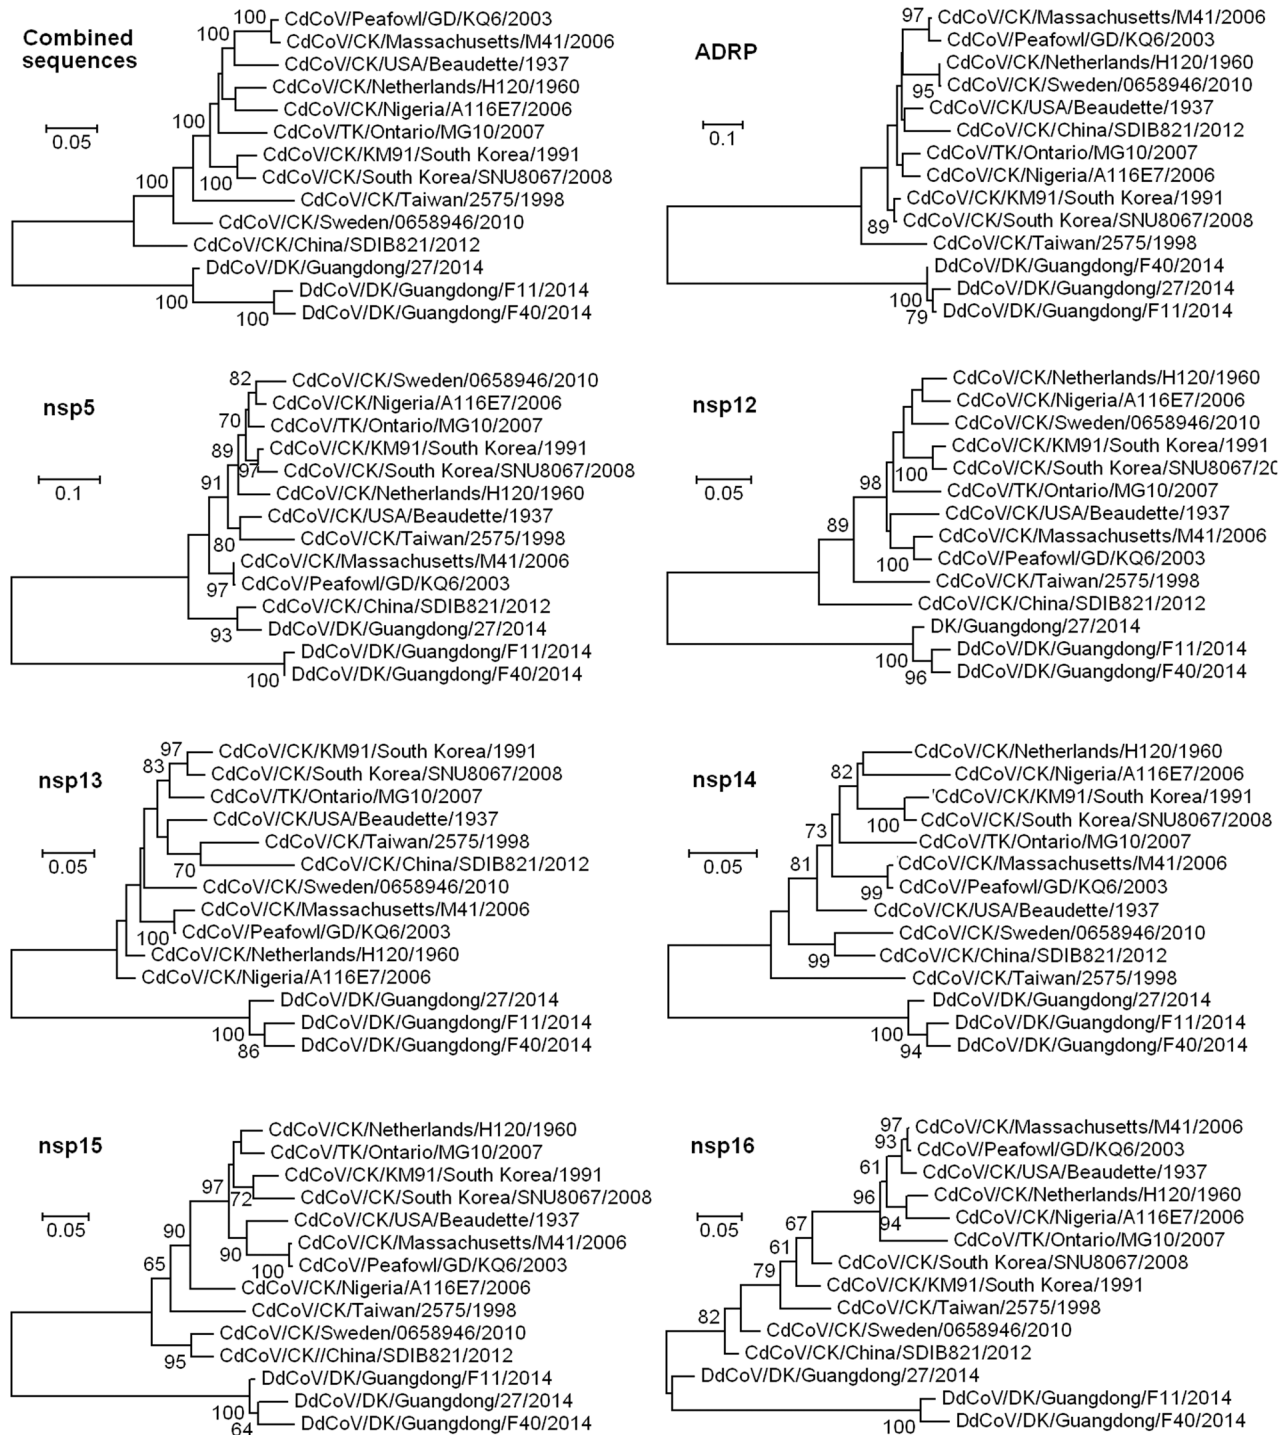 Combined
sequences
0.05
100
CdCoV/Peafowl/GD/KQ6/2003
100
CdCoV/CK/Massachusetts/M41/2006
CdCoV/CK/USA/Beaudette/1937
CdCoV/CK/Netherlands/H120/1960
CdCoV/CK/Nigeria/A116E7/2006
100
CdCoV/TK/Ontario/MG10/2007
CdCoV/CK/KM91/South Korea/1991
100
CdCoV/CK/South Korea/SNU8067/2008
100
CdCoV/CK/Taiwan/2575/1998
CdCoV/CK/Sweden/0658946/2010
CdCoV/CK/China/SDIB821/2012
DdCoV/DK/Guangdong/27/2014
100
DdCoV/DK/Guangdong/F11/2014
100
DdCoV/DK/Guangdong/F40/2014
ADRP
0.1
97
CdCoV/CK/Massachusetts/M41/2006
CdCoV/Peafowl/GD/KQ6/2003
CdCoV/CK/Netherlands/H120/1960
95
CdCoV/CK/Sweden/0658946/2010
CdCoV/CK/USA/Beaudette/1937
CdCoV/CK/China/SDIB821/2012
CdCoV/TK/Ontario/MG10/2007
CdCoV/CK/Nigeria/A116E7/2006
CdCoV/CK/KM91/South Korea/1991
89
CdCoV/CK/South Korea/SNU8067/2008
CdCoV/CK/Taiwan/2575/1998
DdCoV/DK/Guangdong/F40/2014
100
DdCoV/DK/Guangdong/27/2014
79
DdCoV/DK/Guangdong/F11/2014
nsp5
0.1
82
CdCoV/CK/Sweden/0658946/2010
CdCoV/CK/Nigeria/A116E7/2006
70
CdCoV/TK/Ontario/MG10/2007
89
CdCoV/CK/KM91/South Korea/1991
97
CdCoV/CK/South Korea/SNU8067/2008
91
CdCoV/CK/Netherlands/H120/1960
CdCoV/CK/USA/Beaudette/1937
80
CdCoV/CK/Taiwan/2575/1998
CdCoV/CK/Massachusetts/M41/2006
97
CdCoV/Peafowl/GD/KQ6/2003
CdCoV/CK/China/SDIB821/2012
93
DdCoV/DK/Guangdong/27/2014
DdCoV/DK/Guangdong/F11/2014
100
DdCoV/DK/Guangdong/F40/2014
nsp12
0.05
CdCoV/CK/Netherlands/H120/1960
CdCoV/CK/Nigeria/A116E7/2006
CdCoV/CK/Sweden/0658946/2010
CdCoV/CK/KM91/South Korea/1991
100
CdCoV/CK/South Korea/SNU8067/20
98
CdCoV/TK/Ontario/MG10/2007
CdCoV/CK/USA/Beaudette/1937
89
CdCoV/CK/Massachusetts/M41/2006
100
CdCoV/Peafowl/GD/KQ6/2003
CdCoV/CK/Taiwan/2575/1998
CdCoV/CK/China/SDIB821/2012
DK/Guangdong/27/2014
100
DdCoV/DK/Guangdong/F11/2014
96
DdCoV/DK/Guangdong/F40/2014
nsp13
0.05
97
CdCoV/CK/KM91/South Korea/1991
83
CdCoV/CK/South Korea/SNU8067/2008
CdCoV/TK/Ontario/MG10/2007
CdCoV/CK/USA/Beaudette/1937
CdCoV/CK/Taiwan/2575/1998
70
CdCoV/CK/China/SDIB821/2012
CdCoV/CK/Sweden/0658946/2010
CdCoV/CK/Massachusetts/M41/2006
100
CdCoV/Peafowl/GD/KQ6/2003
CdCoV/CK/Netherlands/H120/1960
CdCoV/CK/Nigeria/A116E7/2006
DdCoV/DK/Guangdong/27/2014
100
DdCoV/DK/Guangdong/F11/2014
86
DdCoV/DK/Guangdong/F40/2014
nsp14
0.05
CdCoV/CK/Netherlands/H120/1960
82
CdCoV/CK/Nigeria/A116E7/2006
'CdCoV/CK/KM91/South Korea/1991
100
CdCoV/CK/South Korea/SNU8067/2008
73
CdCoV/TK/Ontario/MG10/2007
81
CdCoV/CK/Massachusetts/M41/2006
99
CdCoV/Peafowl/GD/KQ6/2003
CdCoV/CK/USA/Beaudette/1937
CdCoV/CK/Sweden/0658946/2010
99
CdCoV/CK/China/SDIB821/2012
CdCoV/CK/Taiwan/2575/1998
DdCoV/DK/Guangdong/27/2014
100
DdCoV/DK/Guangdong/F11/2014
94
DdCoV/DK/Guangdong/F40/2014
nsp15
0.05
CdCoV/CK/Netherlands/H120/1960
CdCoV/TK/Ontario/MG10/2007
97
CdCoV/CK/KM91/South Korea/1991
72
CdCoV/CK/South Korea/SNU8067/2008
90
CdCoV/CK/USA/Beaudette/1937
90
CdCoV/CK/Massachusetts/M41/2006
100
CdCoV/Peafowl/GD/KQ6/2003
65
CdCoV/CK/Nigeria/A116E7/2006
CdCoV/CK/Taiwan/2575/1998
CdCoV/CK/Sweden/0658946/2010
95
CdCoV/CK//China/SDIB821/2012
DdCoV/DK/Guangdong/F11/2014
100
DdCoV/DK/Guangdong/27/2014
64
DdCoV/DK/Guangdong/F40/2014
nsp16
0.05
97
CdCoV/CK/Massachusetts/M41/2006
93
CdCoV/Peafowl/GD/KQ6/2003
61
CdCoV/CK/USA/Beaudette/1937
96
CdCoV/CK/Netherlands/H120/1960
94
CdCoV/CK/Nigeria/A116E7/2006
67
CdCoV/TK/Ontario/MG10/2007
61
CdCoV/CK/South Korea/SNU8067/2008
79
CdCoV/CK/KM91/South Korea/1991
CdCoV/CK/Taiwan/2575/1998
82
CdCoV/CK/Sweden/0658946/2010
CdCoV/CK/China/SDIB821/2012
DdCoV/DK/Guangdong/27/2014
DdCoV/DK/Guangdong/F11/2014
100
DdCoV/DK/Guangdong/F40/2014